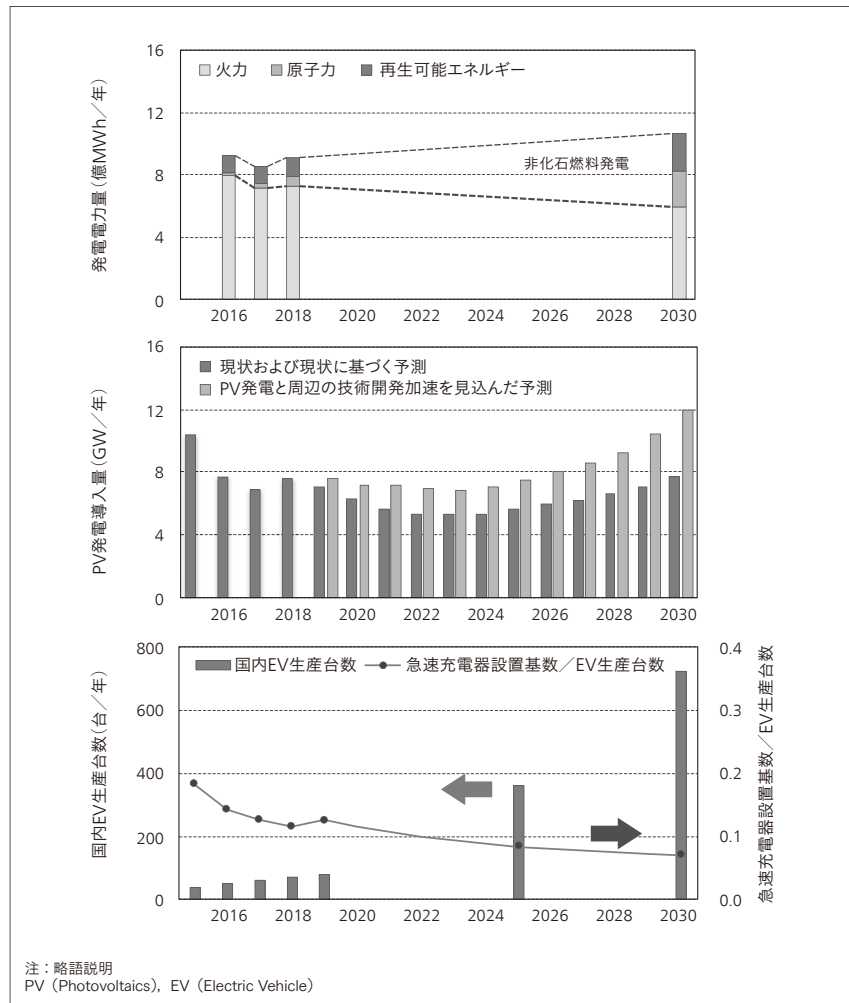 16
12
8
4
0
発電電力量(億MWh／年)
火力 原子力 再生可能エネルギー
非化石燃料発電
2016 2018 2020 2022 2024 2026 2028 2030
16
12
8
4
0
PV発電導入量(GW／年)
現状および現状に基づく予測
PV発電と周辺の技術開発加速を見込んだ予測
2016 2018 2020 2022 2024 2026 2028 2030
800
600
400
200
0
国内EV生産台数(台／年)
国内EV生産台数 急速充電器設置基数／EV生産台数
0.4
0.3
0.2
0.1
0.0
急速充電器設置基数／EV生産台数
2016 2018 2020 2022 2024 2026 2028 2030
注：略語説明
PV（Photovoltaics），EV（Electric Vehicle）